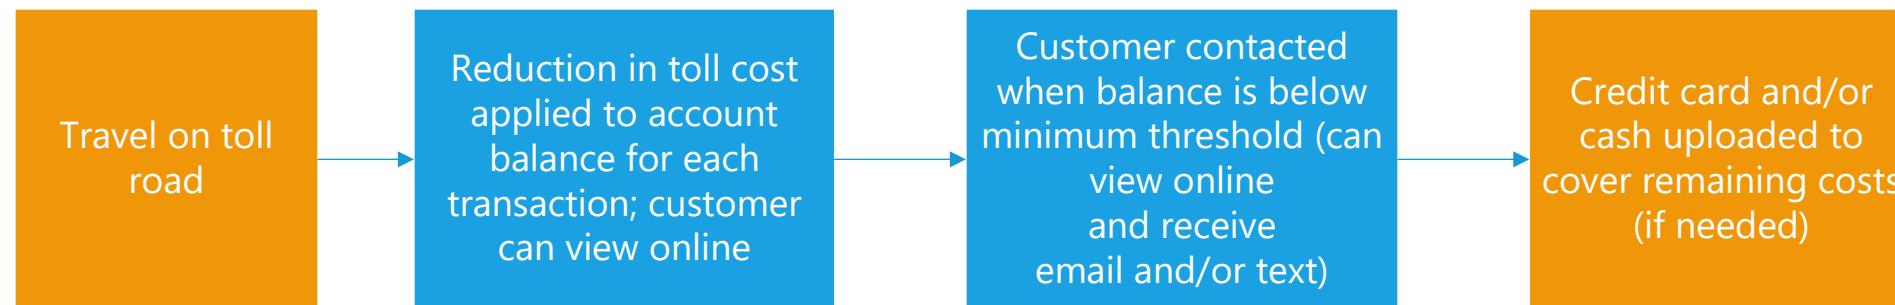 Travel on toll
road
Reduction in toll cost
applied to account
balance for each
transaction; customer
can view online
Customer contacted
when balance is below
minimum threshold (can
view online
and receive
email and/or text)
Credit card and/or
cash uploaded to
cover remaining costs
(if needed)